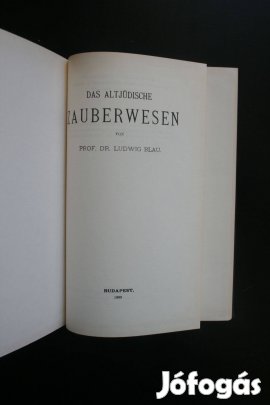 DAS ALTJÜDISCHE
ZAUBERWESEN
VON
PROF. DR. LUDWIG BLAU.
BUDAPEST.
Jófogás